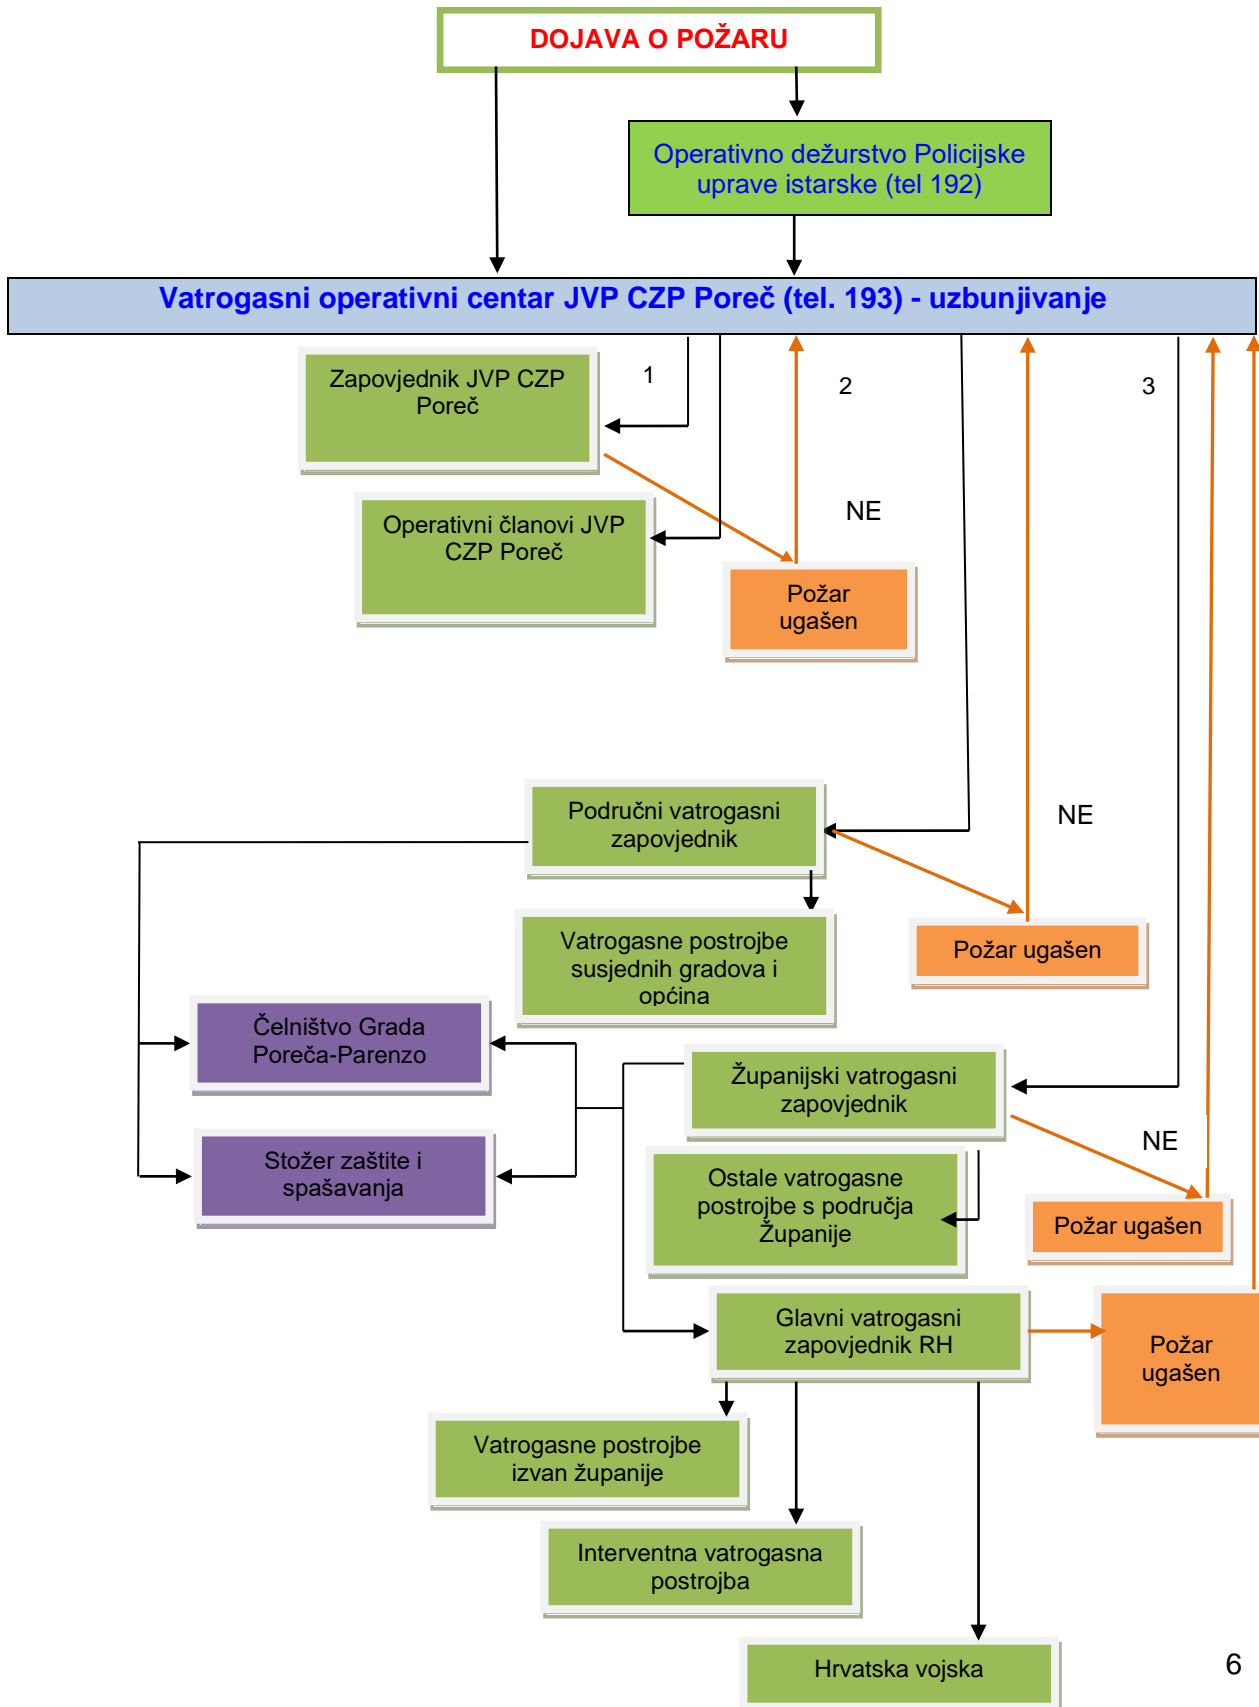 DOJAVA O POŽARU
Operativno dežurstvo Policijske
uprave istarske (tel 192)
Vatrogasni operativni centar JVP CZP Poreč (tel. 193) - uzbunjivanje
Zapovjednik JVP CZP
Poreč
1
2
3
Operativni članovi JVP
CZP Poreč
NE
Požar
ugašen
Područni vatrogasni
zapovjednik
NE
Vatrogasne postrojbe
susjednih gradova i
općina
Požar ugašen
Čelništvo Grada
Poreča-Parenzo
Županijski vatrogasni
zapovjednik
NE
Stožer zaštite i
spašavanja
Ostale vatrogasne
postrojbe s područja
Županije
Požar ugašen
Glavni vatrogasni
zapovjednik RH
Požar
ugašen
Vatrogasne postrojbe
izvan županije
Interventna vatrogasna
postrojba
Hrvatska vojska
6